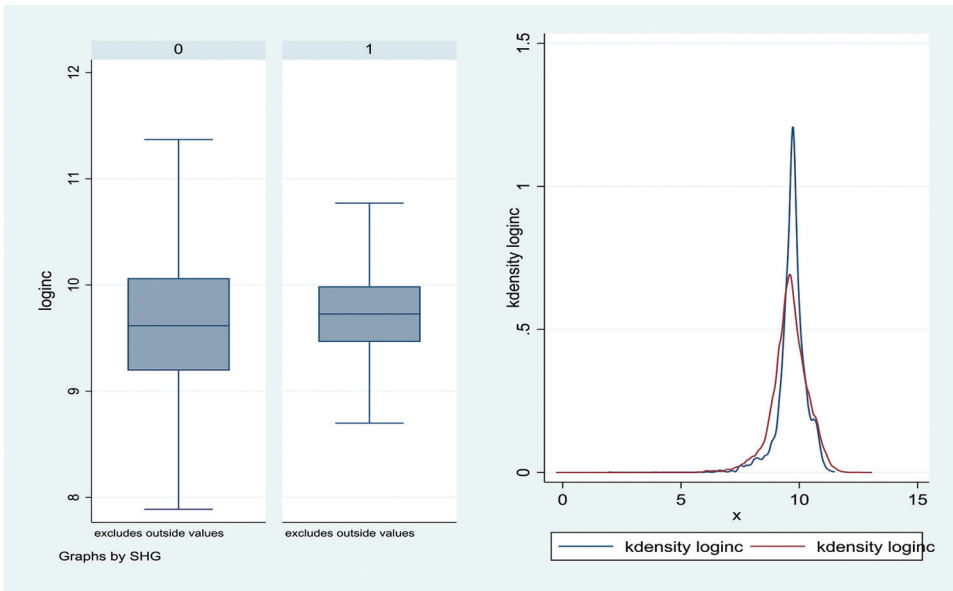 0
1
loginc
12
11
10
9
8
excludes outside values
excludes outside values
Graphs by SHG
kdensity loginc
1.5
1
.5
0
0 5 10 15
x
kdensity loginc
kdensity loginc